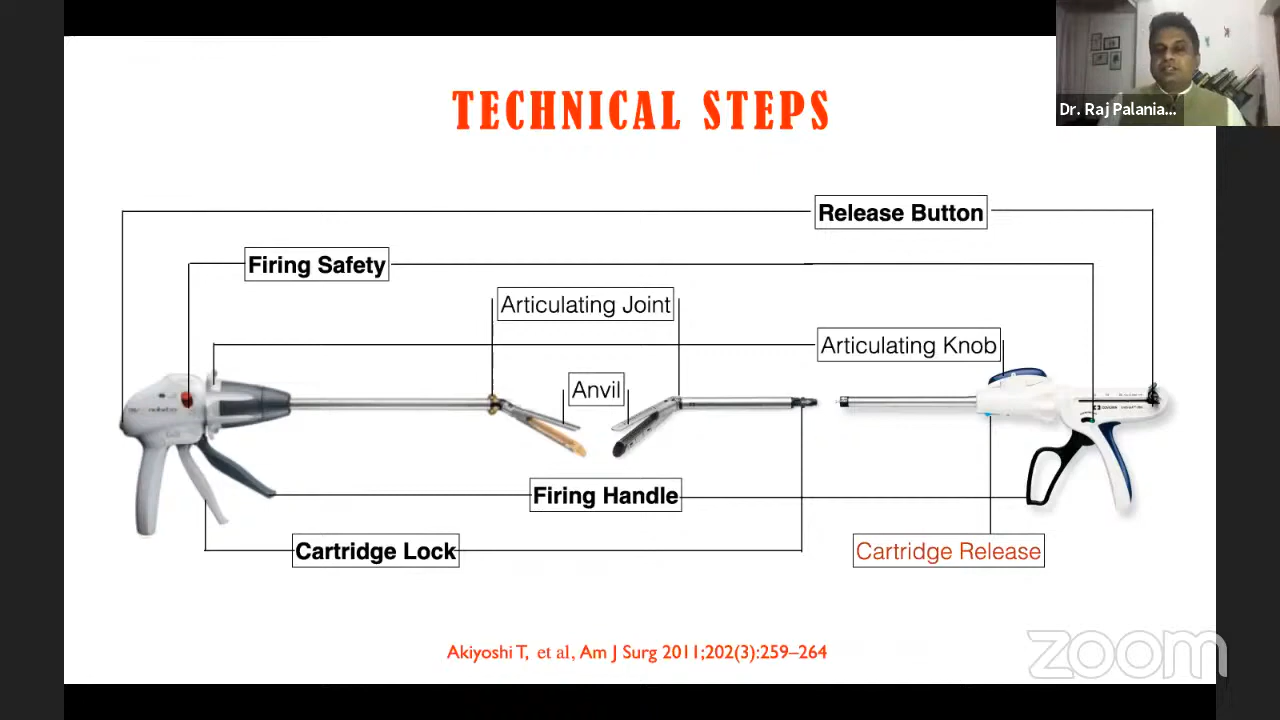 Dr. Raj Palania...
TECHNICAL STEPS
Release Button
Firing Safety
Articulating Joint
Articulating Knob
Anvil
Firing Handle
Cartridge Lock
Cartridge Release
Akiyoshi T, et al, Am J Surg 2011;202(3):259–264
zoom